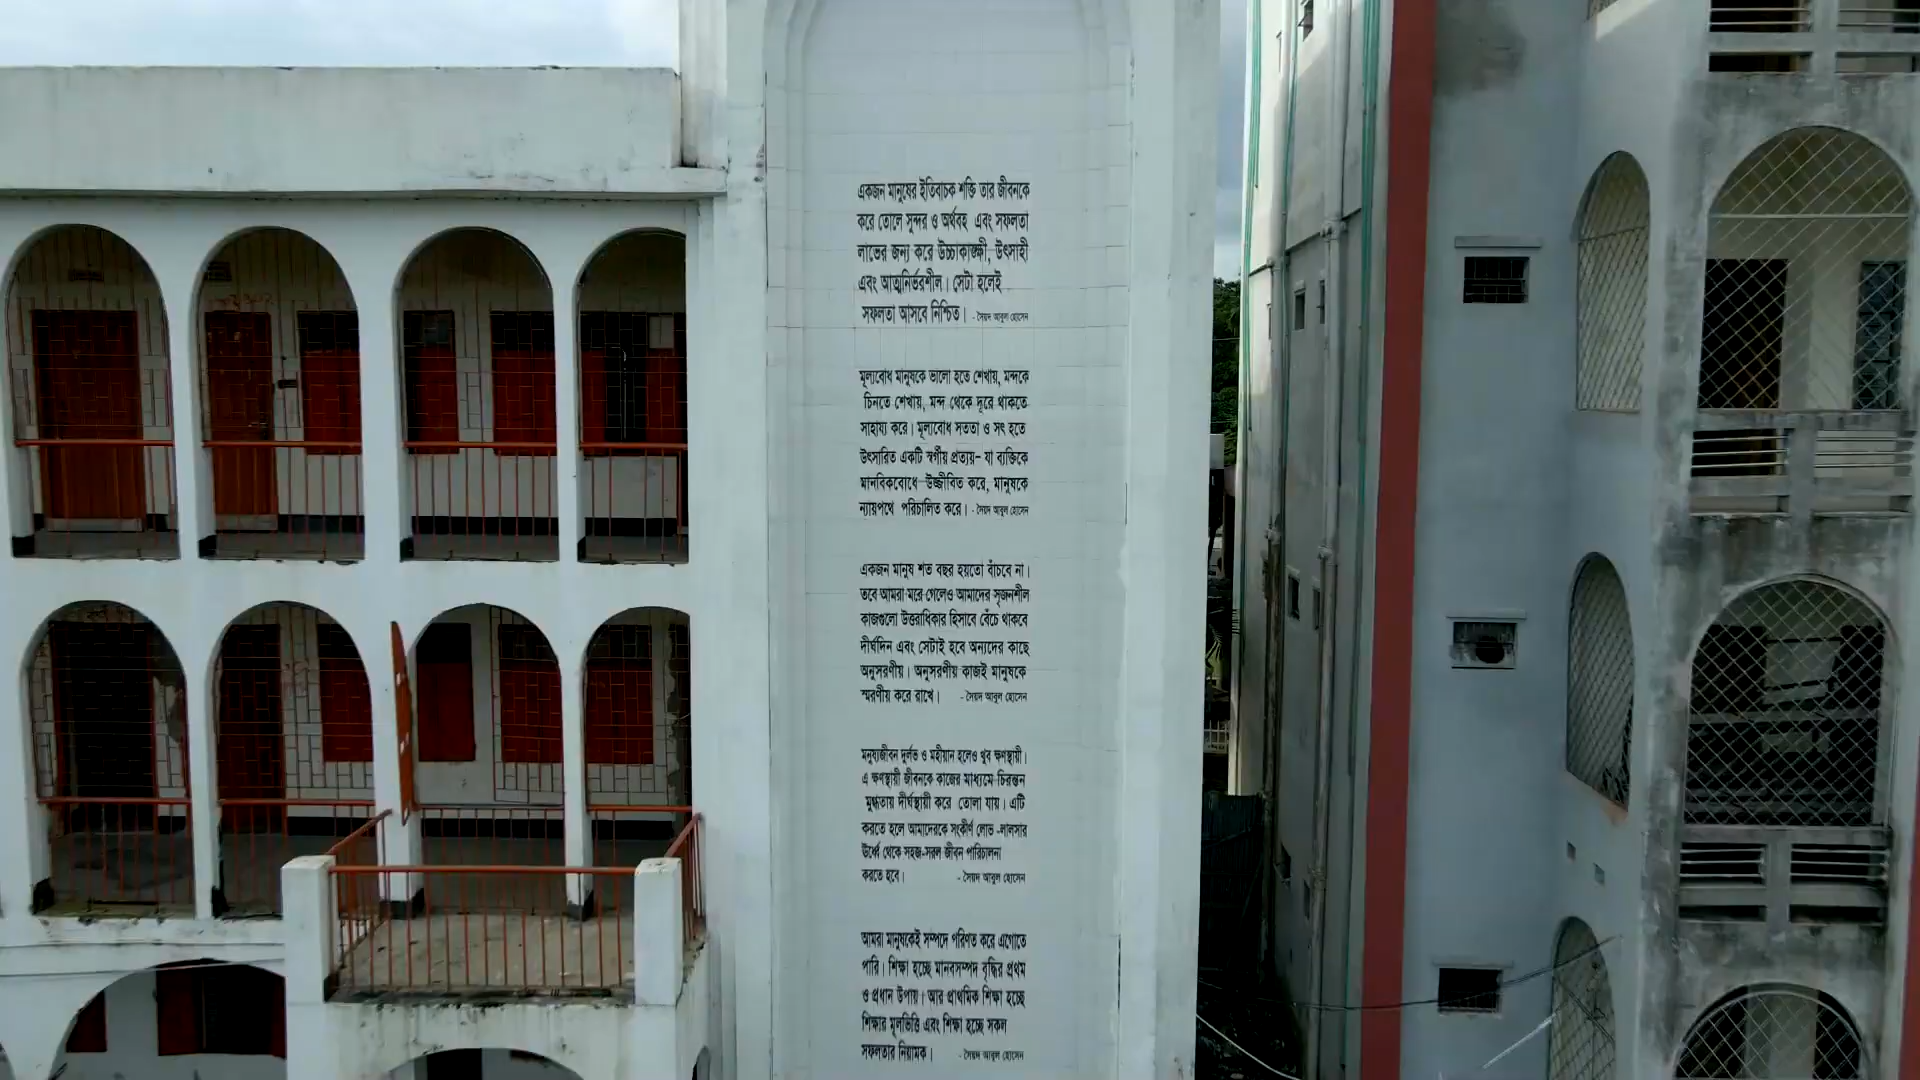 একজন মানুষের ইতিবাচক শক্তি তার জীবনকে
করে তোলে সুন্দর ও অর্থবহ এবং সফলতা
লাভের জন্য করে উচ্চাকাঙ্ক্ষী, উৎসাহী
এবং আত্মনির্ভরশীল। সেটা হলেই
সফলতা আসবে নিশ্চিত। - সৈয়দ আবুল হোসেন
মূল্যবোধ মানুষকে ভালো হতে শেখায়, মন্দকে
চিনতে শেখায়, মন্দ থেকে দূরে থাকতে
সাহায্য করে। মূল্যবোধ সততা ও সৎ হতে
উৎসারিত একটি স্বর্গীয় প্রত্যয়- যা ব্যক্তিকে
মানবিকবোধে উজ্জীবিত করে, মানুষকে
ন্যায়পথে পরিচালিত করে। - সৈয়দ আবুল হোসেন
একজন মানুষ শত বছর হয়তো বাঁচবে না।
তবে আমরা মরে গেলেও আমাদের সৃজনশীল
কাজগুলো উত্তরাধিকার হিসাবে বেঁচে থাকবে
দীর্ঘদিন এবং সেটাই হবে অন্যদের কাছে
অনুসরণীয়। অনুসরণীয় কাজই মানুষকে
স্মরণীয় করে রাখে। - সৈয়দ আবুল হোসেন
মনুষ্যজীবন দুর্লভ ও মহীয়ান হলেও খুব ক্ষণস্থায়ী।
এ ক্ষণস্থায়ী জীবনকে কাজের মাধ্যমে চিরন্তন
মুগ্ধতায় দীর্ঘস্থায়ী করে তোলা যায়। এটি
করতে হলে আমাদেরকে সংকীর্ণ লোভ -লালসার
ঊর্ধ্বে থেকে সহজ-সরল জীবন পরিচালনা
করতে হবে। - সৈয়দ আবুল হোসেন
আমরা মানুষকেই সম্পদে পরিণত করে এগোতে
পারি। শিক্ষা হচ্ছে মানবসম্পদ বৃদ্ধির প্রথম
ও প্রধান উপায়। আর প্রাথমিক শিক্ষা হচ্ছে
শিক্ষার মূলভিত্তি এবং শিক্ষা হচ্ছে সকল
সফলতার নিয়ামক। - সৈয়দ আবুল হোসেন